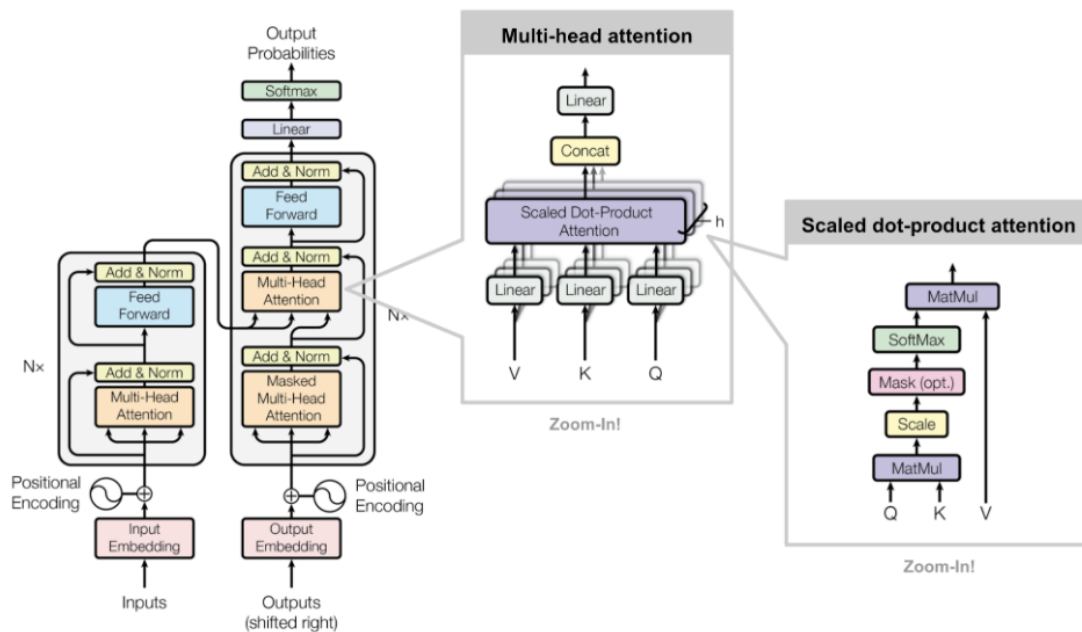 Output
Probabilities
Softmax
Linear
Add & Norm
Feed
Forward
Add & Norm
Multi-Head
Attention
Add & Norm
Masked
Multi-Head
Attention
N×
Positional
Encoding
Output
Embedding
Outputs
(shifted right)
Add & Norm
Feed
Forward
Add & Norm
Multi-Head
Attention
N×
Positional
Encoding
Input
Embedding
Inputs
Multi-head attention
Linear
Concat
Scaled Dot-Product
Attention
h
Linear
Linear
Linear
V
K
Q
Zoom-In!
Scaled dot-product attention
MatMul
SoftMax
Mask (opt.)
Scale
MatMul
Q
K
V
Zoom-In!